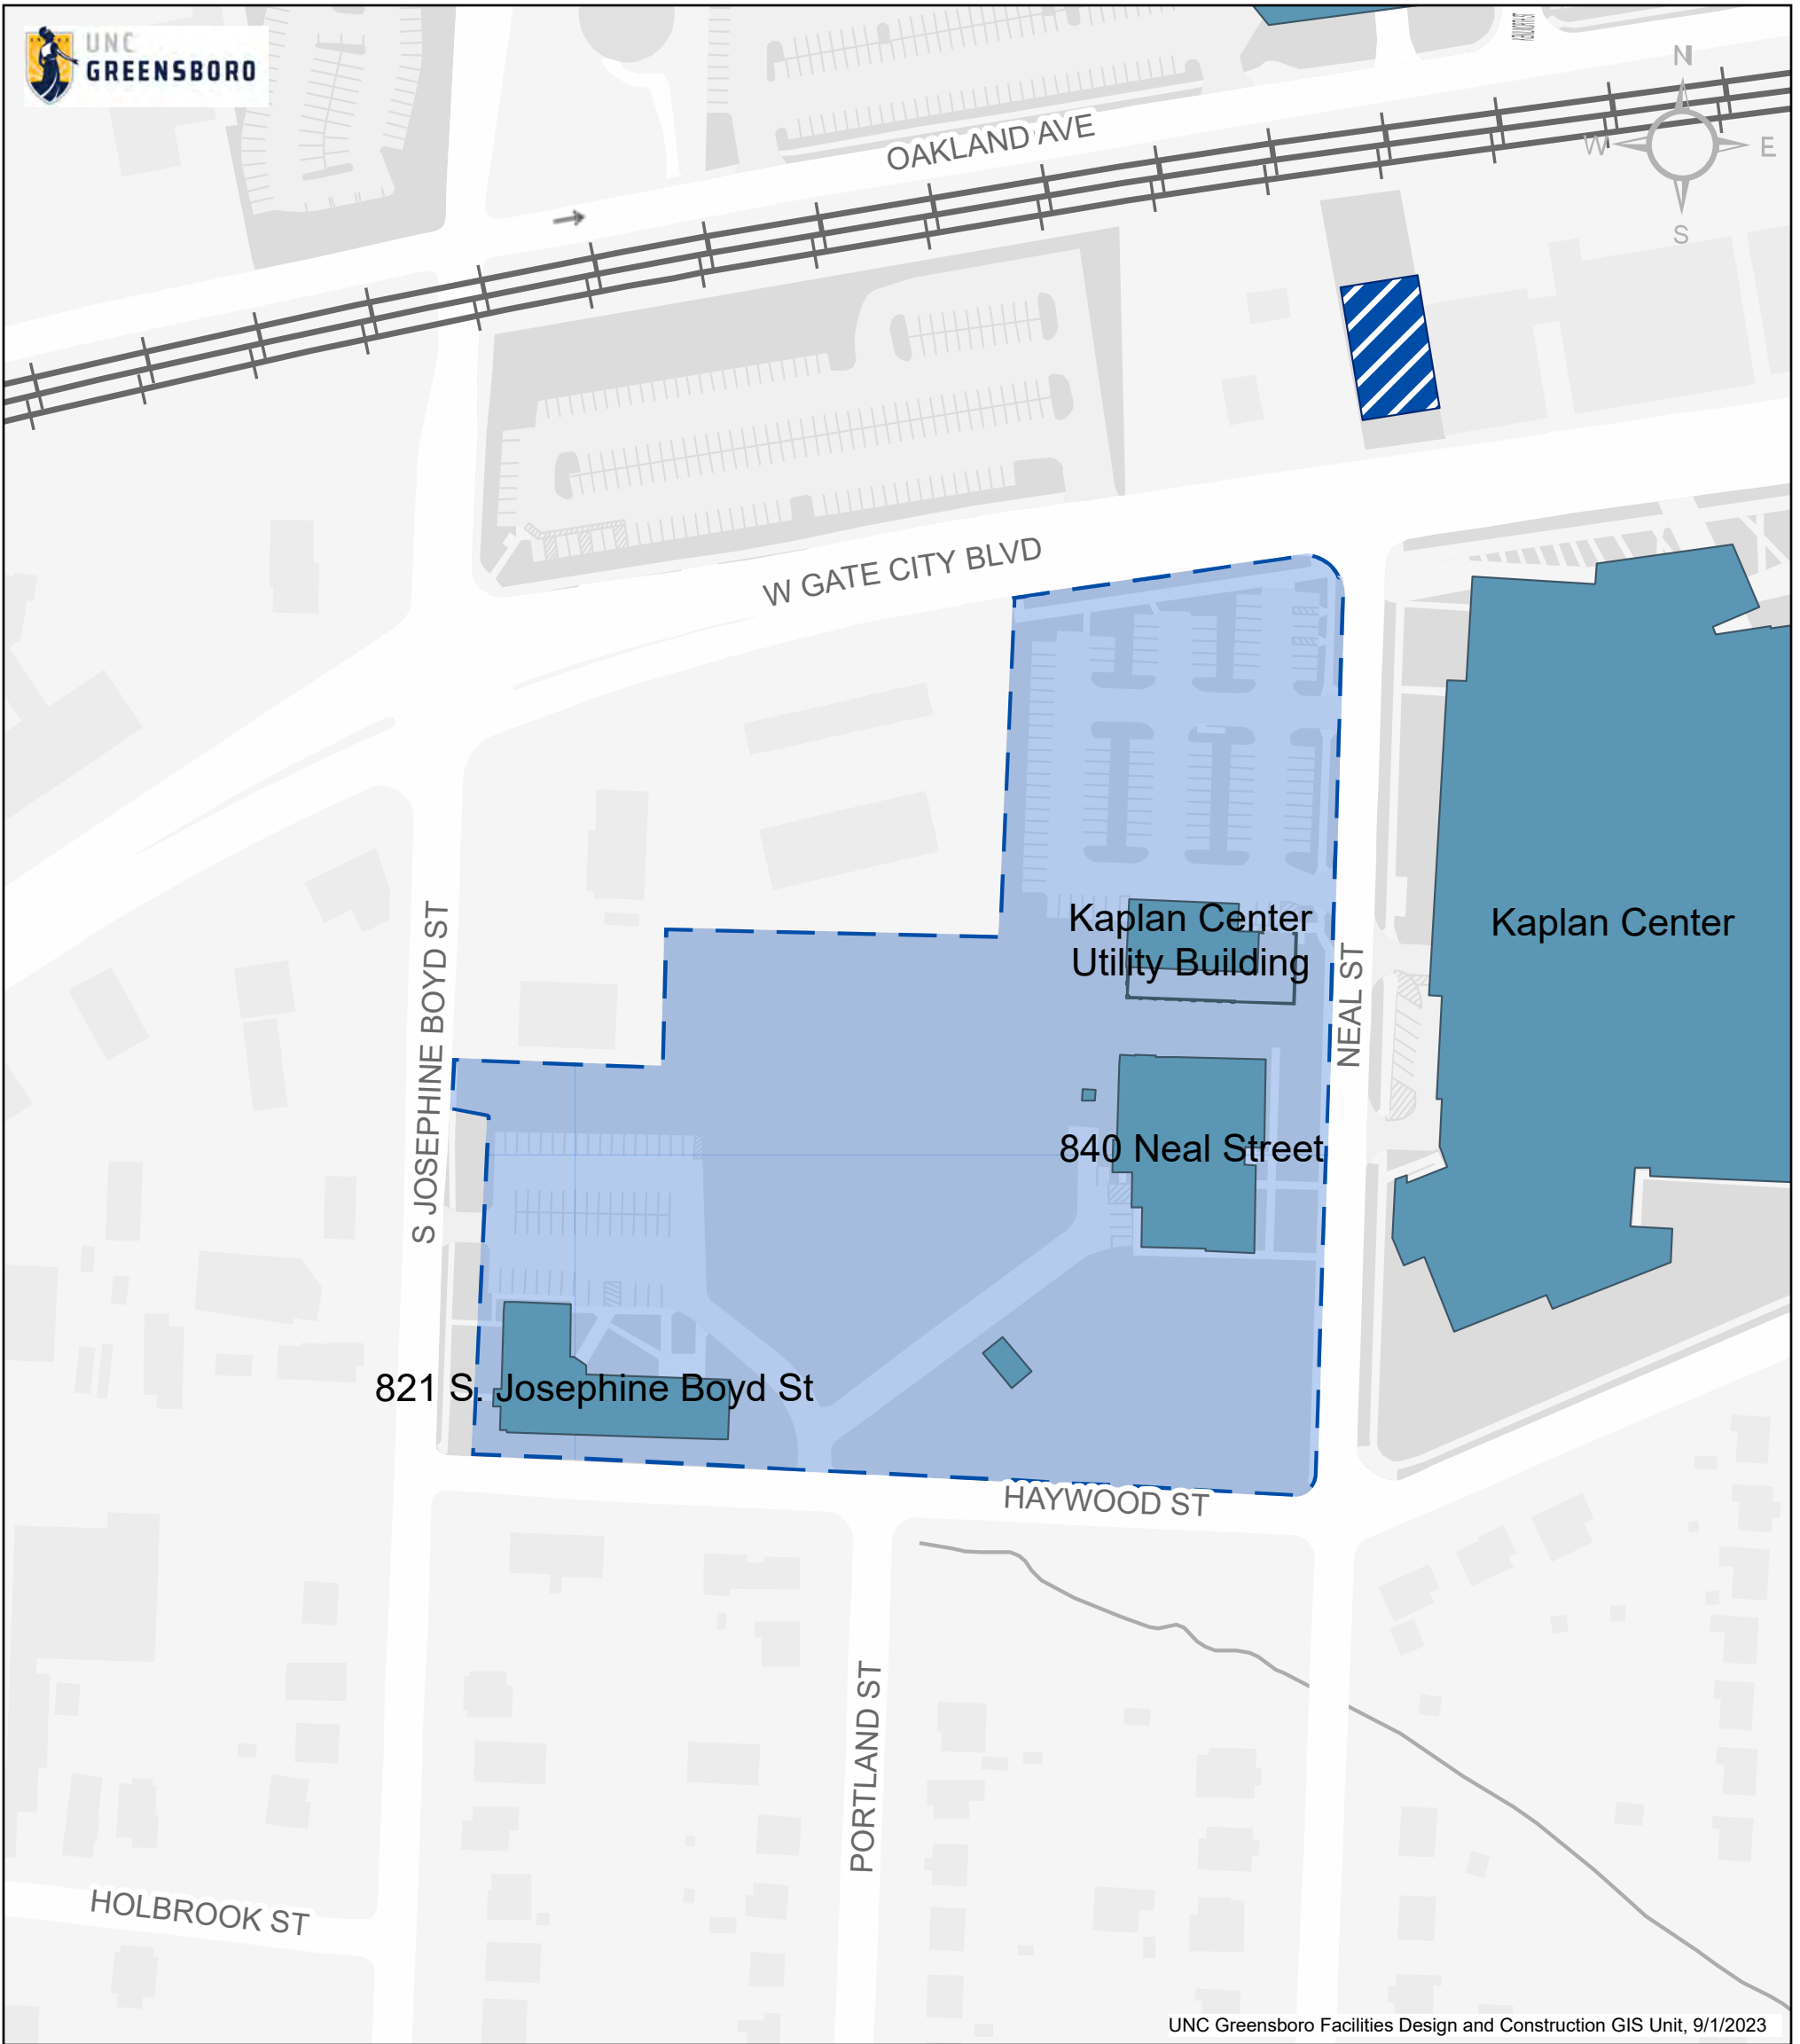 UNC
GREENSBORO
OAKLAND AVE
N
W
E
S
W GATE CITY BLVD
S JOSEPHINE BOYD ST
Kaplan Center
Utility Building
Kaplan Center
NEAL ST
840 Neal Street
821 S. Josephine Boyd St
HAYWOOD ST
PORTLAND ST
HOLBROOK ST
UNC Greensboro Facilities Design and Construction GIS Unit, 9/1/2023